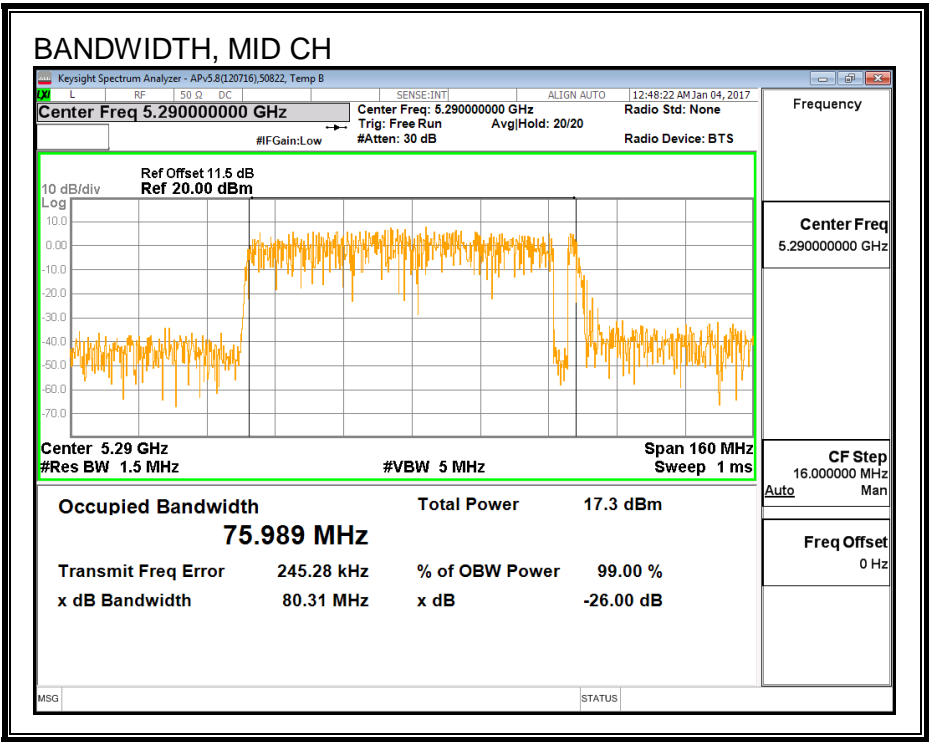 BANDWIDTH, MID CH
Keysight Spectrum Analyzer - APv5.8(120716),50822, Temp B
LXI L RF 50 Ω DC SENSE:INT ALIGN AUTO 12:48:22 AM Jan 04, 2017
Center Freq 5.290000000 GHz
Center Freq: 5.290000000 GHz
Radio Std: None
Trig: Free Run Avg|Hold: 20/20
#IFGain:Low
#Atten: 30 dB
Radio Device: BTS
Ref Offset 11.5 dB
10 dB/div Ref 20.00 dBm
Log
10.0
0.00
-10.0
-20.0
-30.0
-40.0
-50.0
-60.0
-70.0
Center 5.29 GHz Span 160 MHz
#Res BW 1.5 MHz #VBW 5 MHz Sweep 1 ms
Occupied Bandwidth Total Power 17.3 dBm
75.989 MHz
Transmit Freq Error 245.28 kHz % of OBW Power 99.00 %
x dB Bandwidth 80.31 MHz x dB -26.00 dB
Frequency
Center Freq
5.290000000 GHz
CF Step
16.000000 MHz
Auto Man
Freq Offset
0 Hz
MSG STATUS